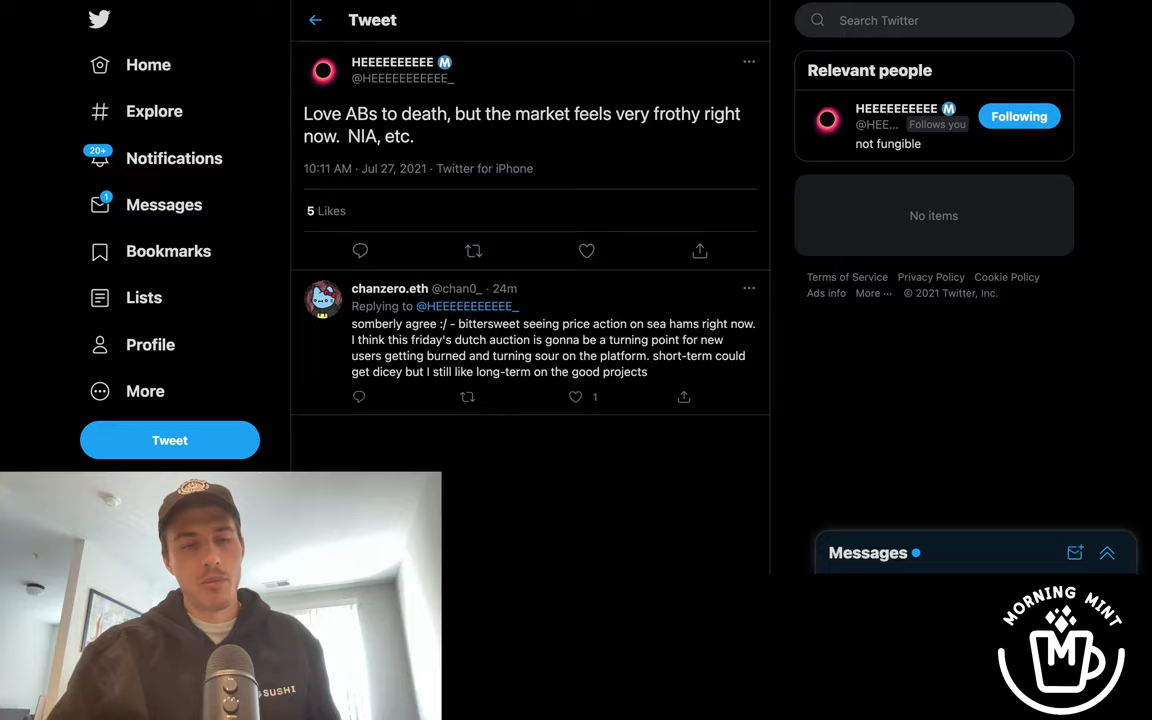 Home
Explore
20+
Notifications
1
Messages
Bookmarks
Lists
Profile
More
Tweet
Tweet
HEEEEEEEEEE M
@HEEEEEEEEEEE_
Love ABs to death, but the market feels very frothy right
now. NIA, etc.
10:11 AM · Jul 27, 2021 · Twitter for iPhone
5 Likes
chanzero.eth @chan0_ · 24m
Replying to @HEEEEEEEEEEE_
somberly agree :/ - bittersweet seeing price action on sea hams right now.
I think this friday's dutch auction is gonna be a turning point for new
users getting burned and turning sour on the platform. short-term could
get dicey but I still like long-term on the good projects
1
Search Twitter
Relevant people
HEEEEEEEEEE M
@HEE... Follows you
Following
not fungible
No items
Terms of Service Privacy Policy Cookie Policy
Ads info More ··· © 2021 Twitter, Inc.
Messages
MORNING MINT
M
SUSHI